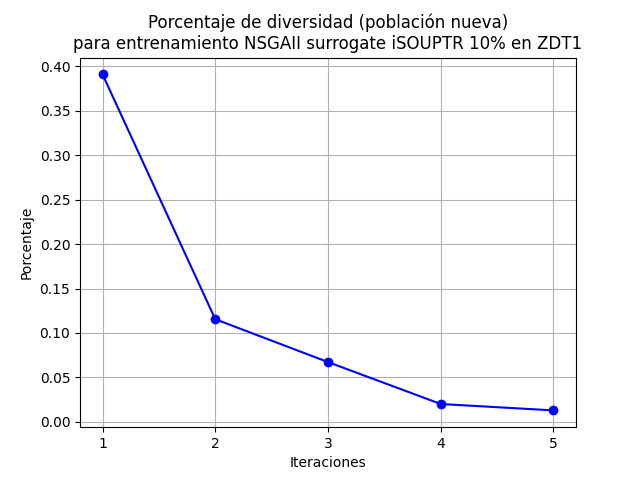 Porcentaje de diversidad (población nueva)
para entrenamiento NSGAII surrogate iSOUPTR 10% en ZDT1
0.40
0.35
0.30
0.25
0.20
0.15
0.10
0.05
0.00
Porcentaje
1 2 3 4 5
Iteraciones